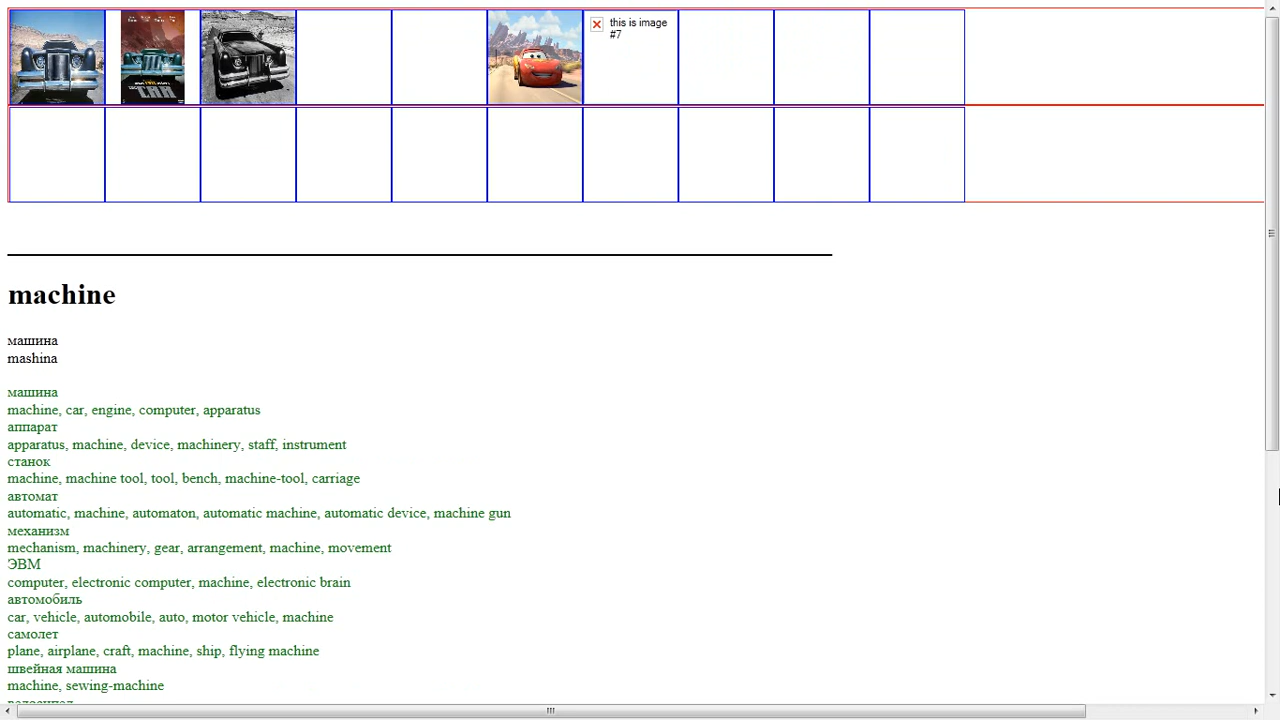 CAR
this is image
#7
machine
машина
mashina
машина
machine, car, engine, computer, apparatus
аппарат
apparatus, machine, device, machinery, staff, instrument
станок
machine, machine tool, tool, bench, machine-tool, carriage
автомат
automatic, machine, automaton, automatic machine, automatic device, machine gun
механизм
mechanism, machinery, gear, arrangement, machine, movement
ЭВМ
computer, electronic computer, machine, electronic brain
автомобиль
car, vehicle, automobile, auto, motor vehicle, machine
самолет
plane, airplane, craft, machine, ship, flying machine
швейная машина
machine, sewing-machine